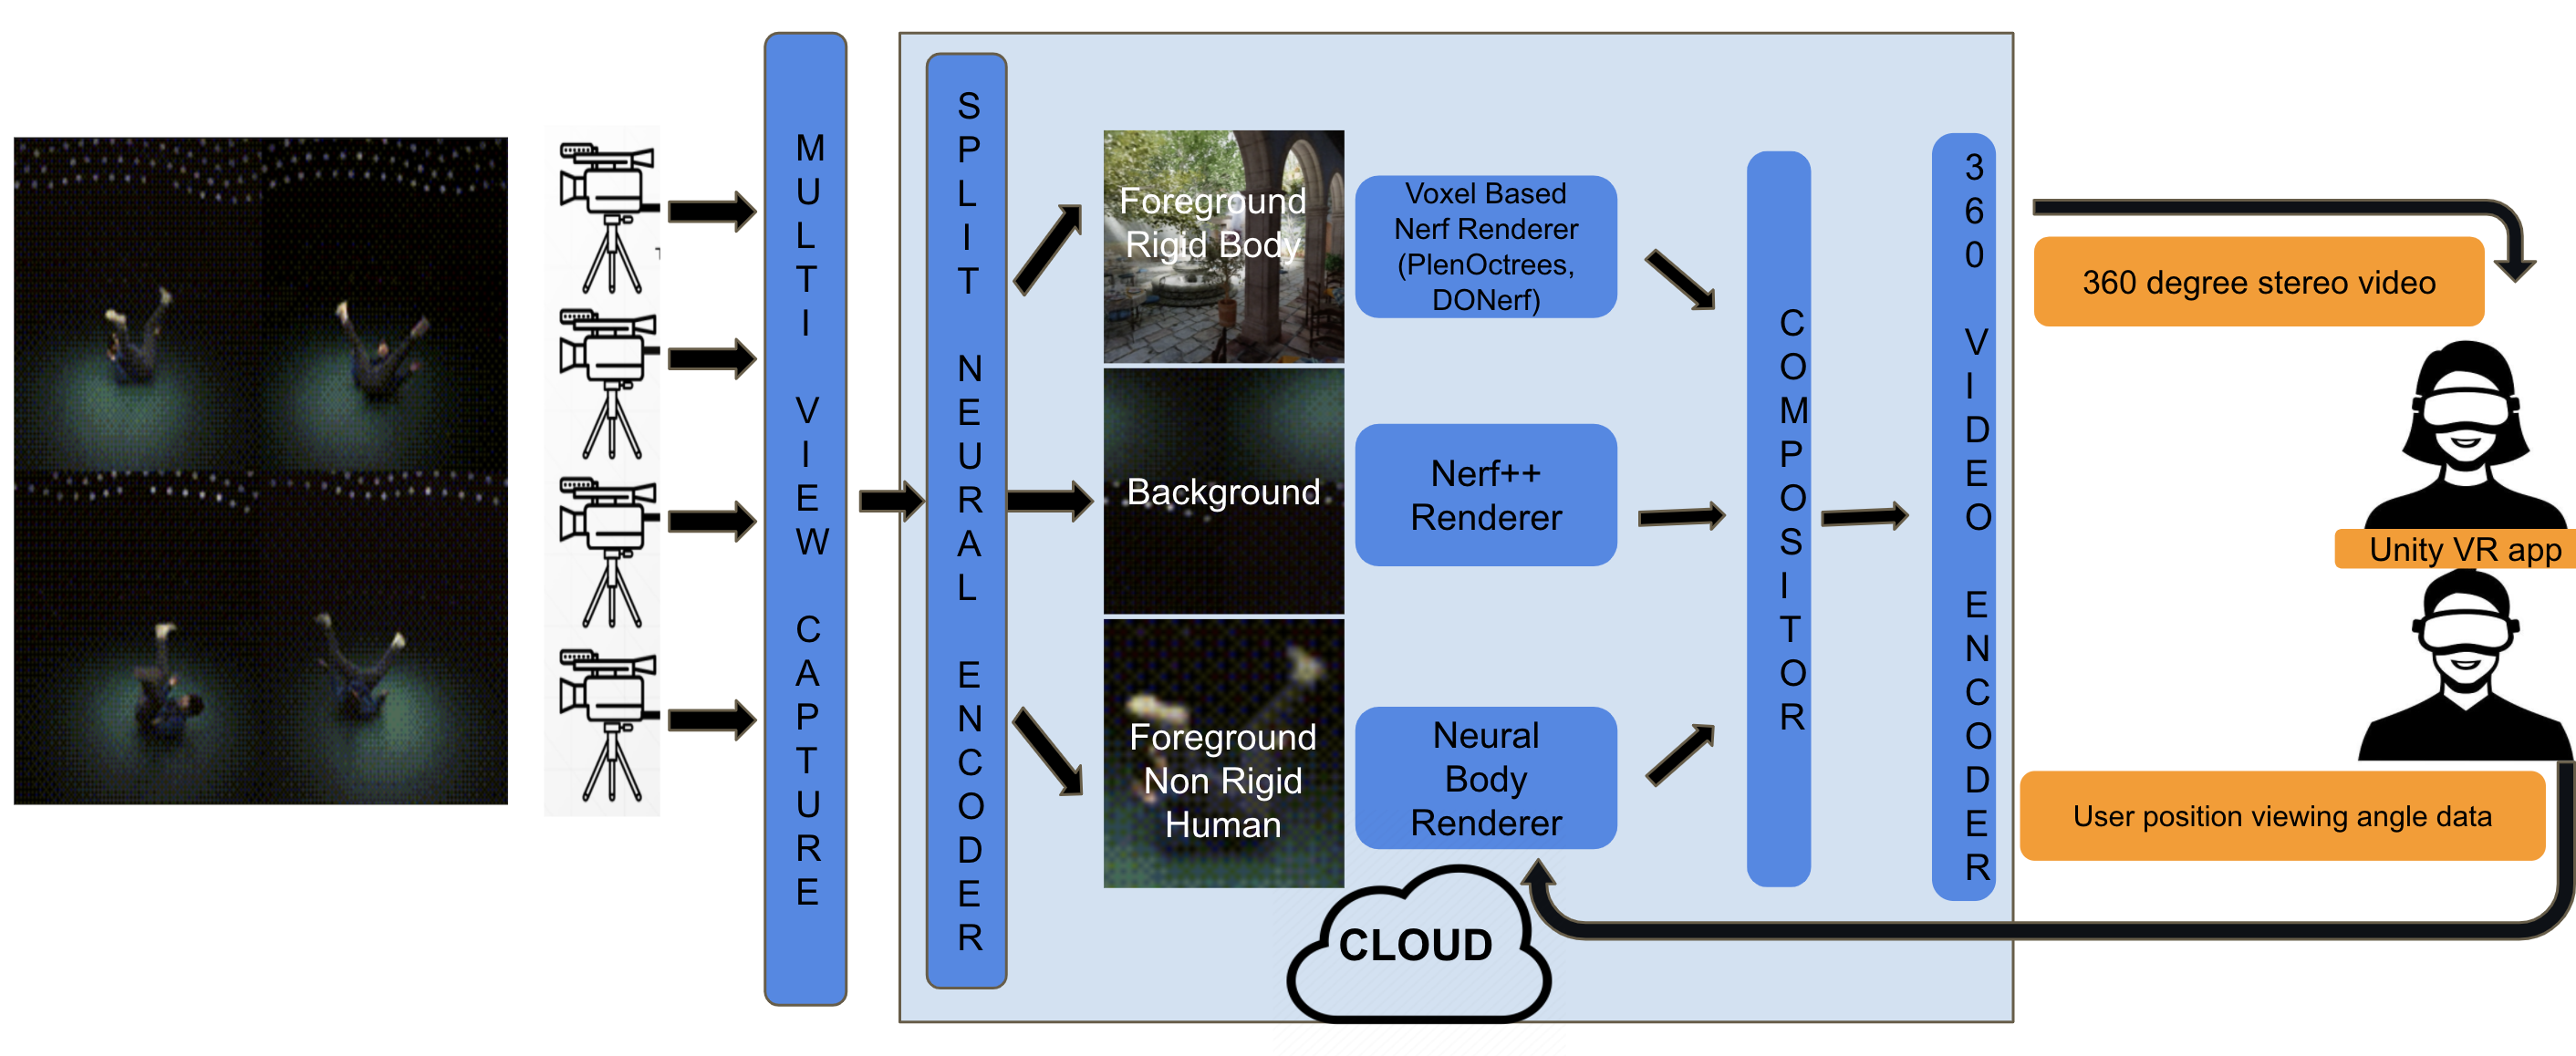 MULTI VIEW CAPTURE
SPLIT NEURAL ENCODER
Foreground
Rigid Body
Voxel Based
Nerf Renderer
(PlenOctrees,
DONerf)
Background
Nerf++
Renderer
Foreground
Non Rigid
Human
Neural
Body
Renderer
CLOUD
COMPOSITOR
360 VIDEO ENCODER
360 degree stereo video
Unity VR app
User position viewing angle data